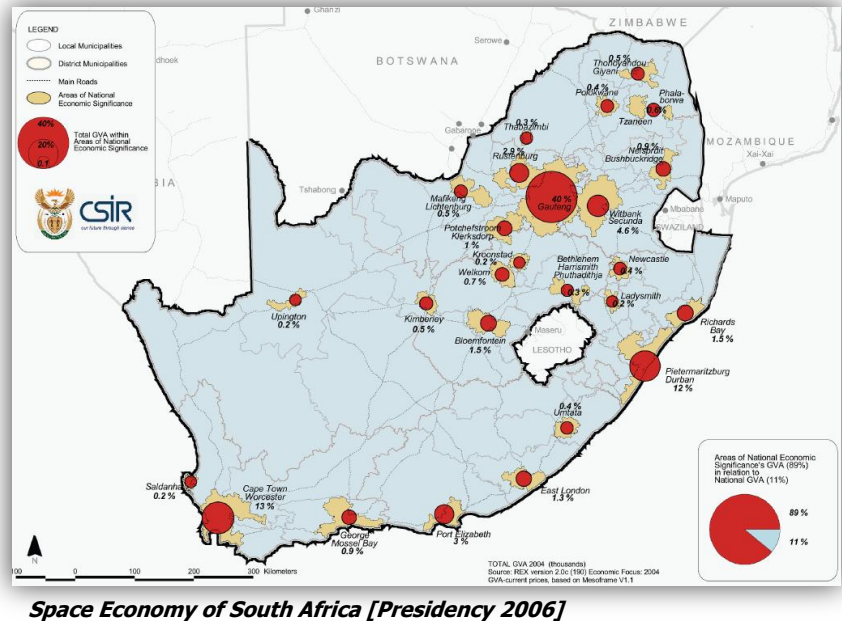 LEGEND
Local Municipalities
District Municipalities
Main Roads
Areas of National
Economic Significance
40%
20%
0.1
Total GVA within
Areas of National
Economic Significance
CSIR
our future through science
Ghanzi
ZIMBABWE
Serowe
BOTSWANA
Gaborone
Tshabong
MOZAMBIQUE
Xai-Xai
Maputo
Mbabane
SWAZILAND
Maseru
LESOTHO
0.5 %
Thohoyandou
Giyani
0.4 %
Polokwane
Phala-
borwa
0.6%
Tzaneen
0.3 %
Thabazimbi
0.9 %
Nelspruit
Bushbuckridge
2.9 %
Rustenburg
40 %
Gauteng
Witbank
Secunda
4.6 %
Mafikeng
Lichtenburg
0.5 %
Potchefstroom
Klerksdorp
1 %
Kroonstad
0.2 %
Welkom
0.7 %
Bethlehem
Harrismith
Phuthaditjha
0.3 %
Newcastle
0.4 %
Ladysmith
0.2 %
Upington
0.2 %
Kimberley
0.5 %
Bloemfontein
1.5 %
Richards
Bay
1.5 %
Pietermaritzburg
Durban
12 %
0.4 %
Umtata
Saldanha
0.2 %
Cape Town
Worcester
13 %
East London
1.3 %
George
Mossel Bay
0.9 %
Port Elizabeth
3 %
Areas of National Economic
Significance's GVA (89%)
in relation to
National GVA (11%)
89 %
11 %
N
100 50 0 100 200 300 Kilometers
TOTAL GVA 2004 (thousands)
Source: REX version 2.0c (190) Economic Focus: 2004
GVA-current prices, based on Mesoframe V1.1
Space Economy of South Africa [Presidency 2006]